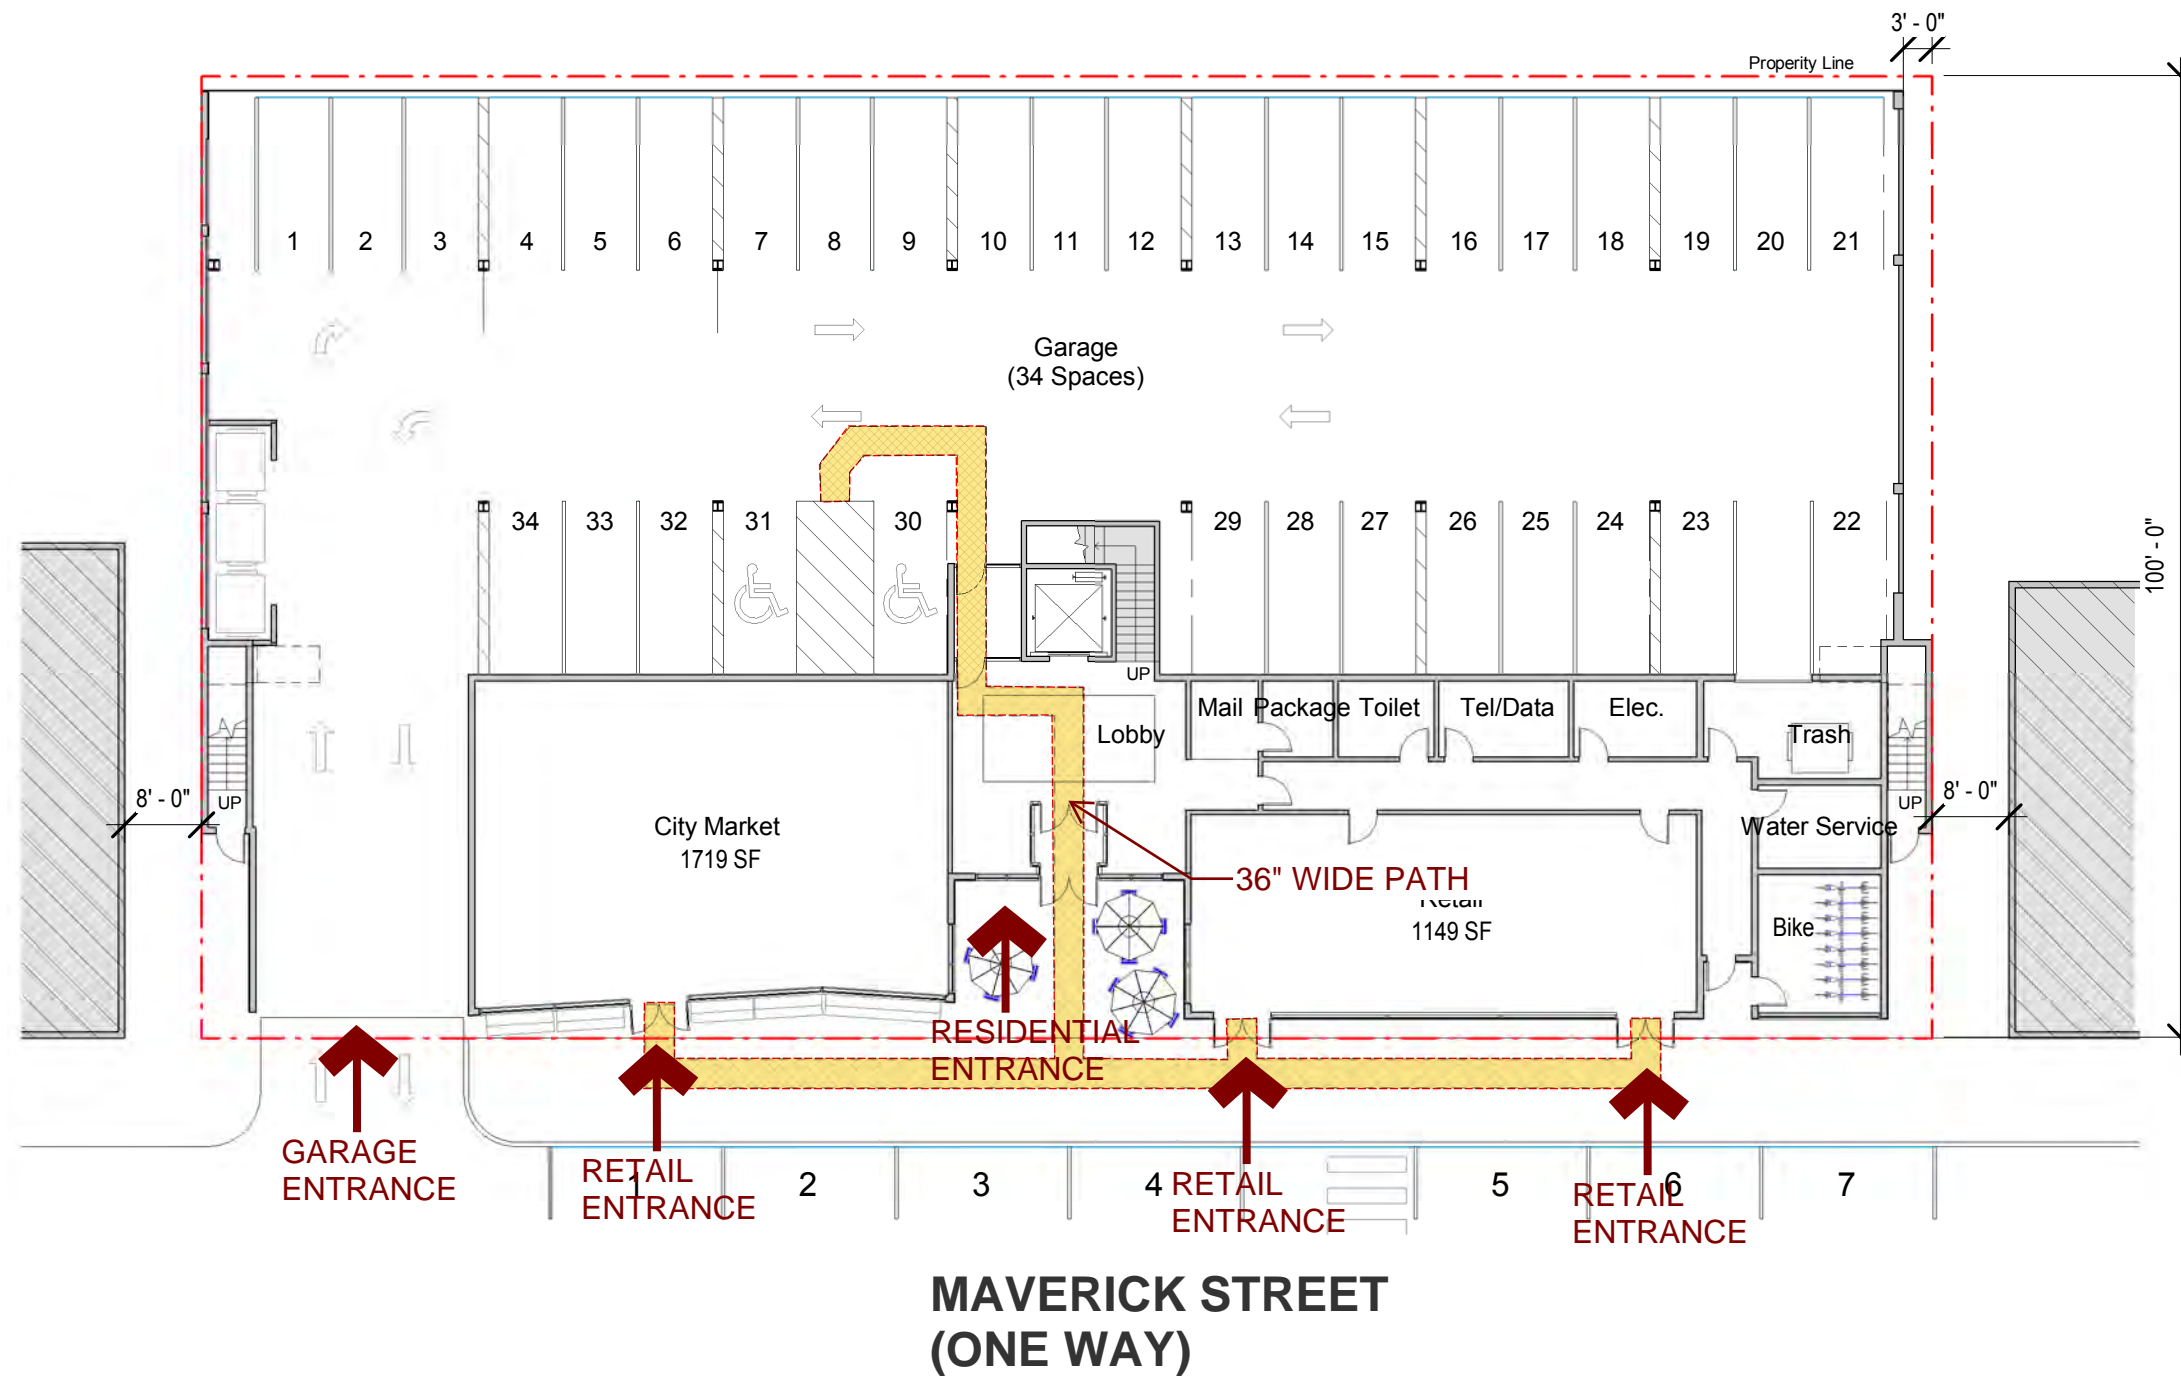 3' - 0"
Properity Line
1 2 3 4 5 6 7 8 9 10 11 12 13 14 15 16 17 18 19 20 21
Garage
(34 Spaces)
34 33 32 31 30 29 28 27 26 25 24 23 22
100' - 0"
UP
Mail Package Toilet Tel/Data Elec.
Lobby
Trash
8' - 0"
UP
UP
8' - 0"
City Market
1719 SF
Water Service
36" WIDE PATH
Retail
1149 SF
Bike
RESIDENTIAL
ENTRANCE
GARAGE
ENTRANCE
RETAIL
ENTRANCE
RETAIL
ENTRANCE
RETAIL
ENTRANCE
1 2 3 4 5 6 7
MAVERICK STREET
(ONE WAY)